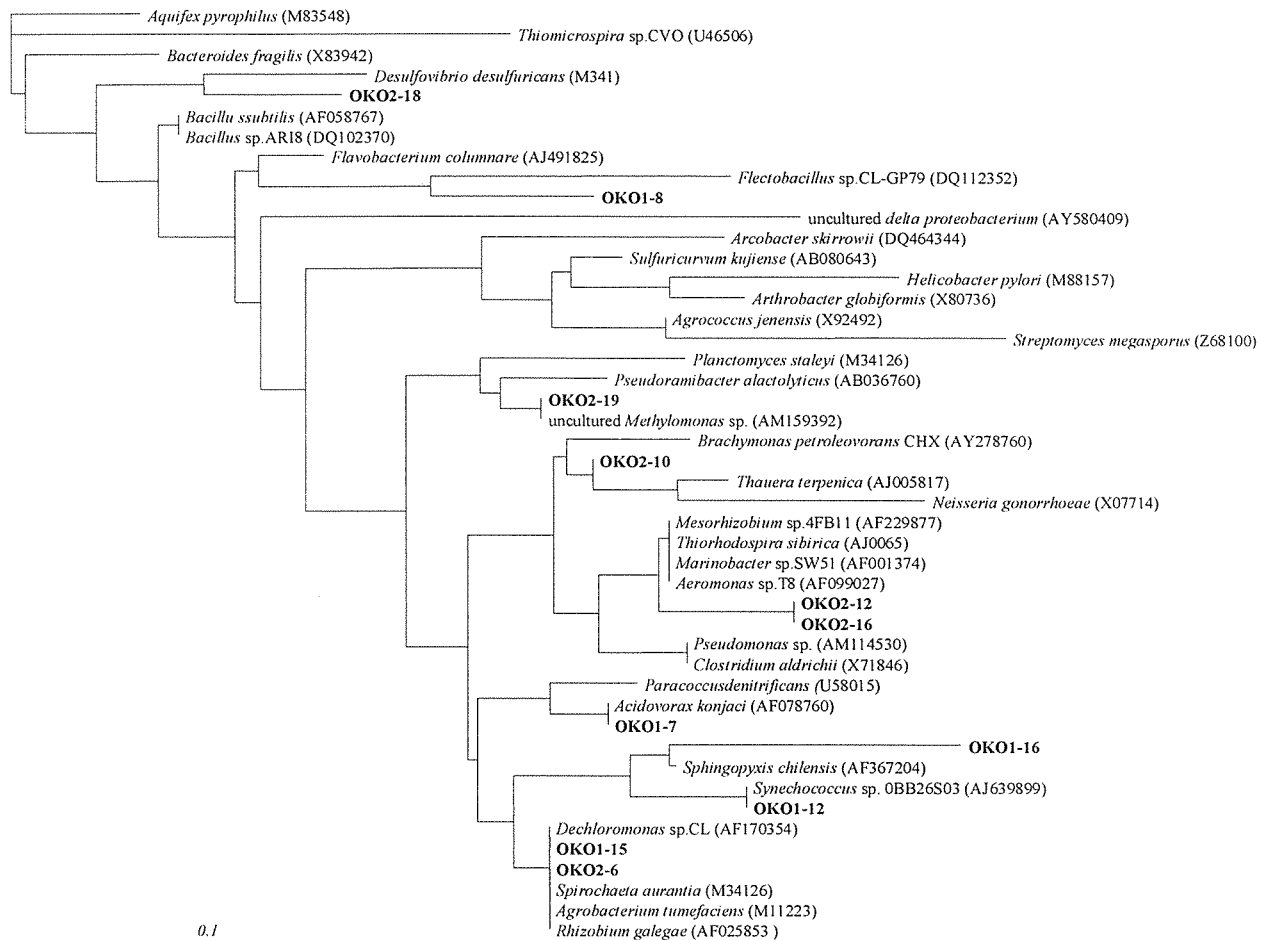 Aquifex pyrophilus (M83548)
Thiomicrospira sp.CVO (U46506)
Bacteroides fragilis (X83942)
Desulfovibrio desulfuricans (M341)
OKO2-18
Bacillu ssubtilis (AF058767)
Bacillus sp.ARI8 (DQ102370)
Flavobacterium columnare (AJ491825)
Flectobacillus sp.CL-GP79 (DQ112352)
OKO1-8
uncultured delta proteobacterium (AY580409)
Arcobacter skirrowii (DQ464344)
Sulfuricurvum kujiense (AB080643)
Helicobacter pylori (M88157)
Arthrobacter globiformis (X80736)
Agrococcus jenensis (X92492)
Streptomyces megasporus (Z68100)
Planctomyces staleyi (M34126)
Pseudoramibacter alactolyticus (AB036760)
OKO2-19
uncultured Methylomonas sp. (AM159392)
Brachymonas petroleovorans CHX (AY278760)
OKO2-10
Thauera terpenica (AJ005817)
Neisseria gonorrhoeae (X07714)
Mesorhizobium sp.4FB11 (AF229877)
Thiorhodospira sibirica (AJ0065)
Marinobacter sp.SW51 (AF001374)
Aeromonas sp.T8 (AF099027)
OKO2-12
OKO2-16
Pseudomonas sp. (AM114530)
Clostridium aldrichii (X71846)
Paracoccusdenitrificans (U58015)
Acidovorax konjaci (AF078760)
OKO1-7
OKO1-16
Sphingopyxis chilensis (AF367204)
Synechococcus sp. 0BB26S03 (AJ639899)
OKO1-12
Dechloromonas sp.CL (AF170354)
OKO1-15
OKO2-6
Spirochaeta aurantia (M34126)
Agrobacterium tumefaciens (M11223)
Rhizobium galegae (AF025853 )
0.1